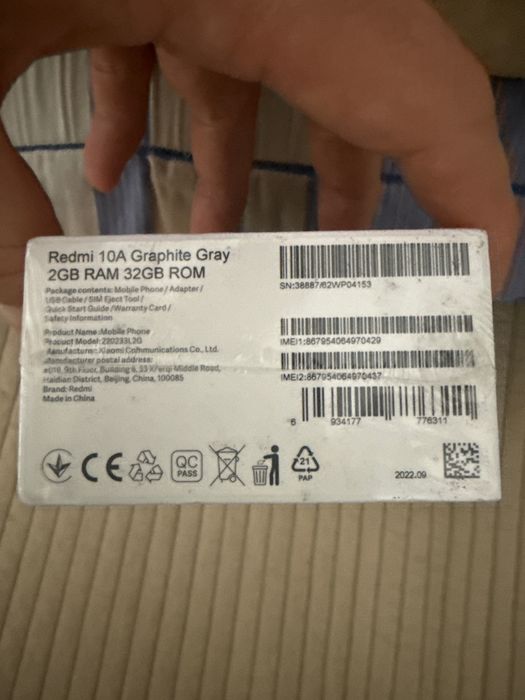 Redmi 10A Graphite Gray
2GB RAM 32GB ROM
Package contents: Mobile Phone / Adapter /
USB Cable / SIM Eject Tool /
Quick Start Guide / Warranty Card /
Safety Information
Product Name: Mobile Phone
Product Model: 220233L2G
Manufacturer: Xiaomi Communications Co., Ltd.
Manufacturer postal address:
#019, 9th Floor, Building 6, 33 Xi'erqi Middle Road,
Haidian District, Beijing, China, 100085
Brand: Redmi
Made in China
SN:38887/62WP04153
IMEI1:867954064970429
IMEI2:867954064970437
6 934177 776311
CE
QC
PASS
21
PAP
2022.09